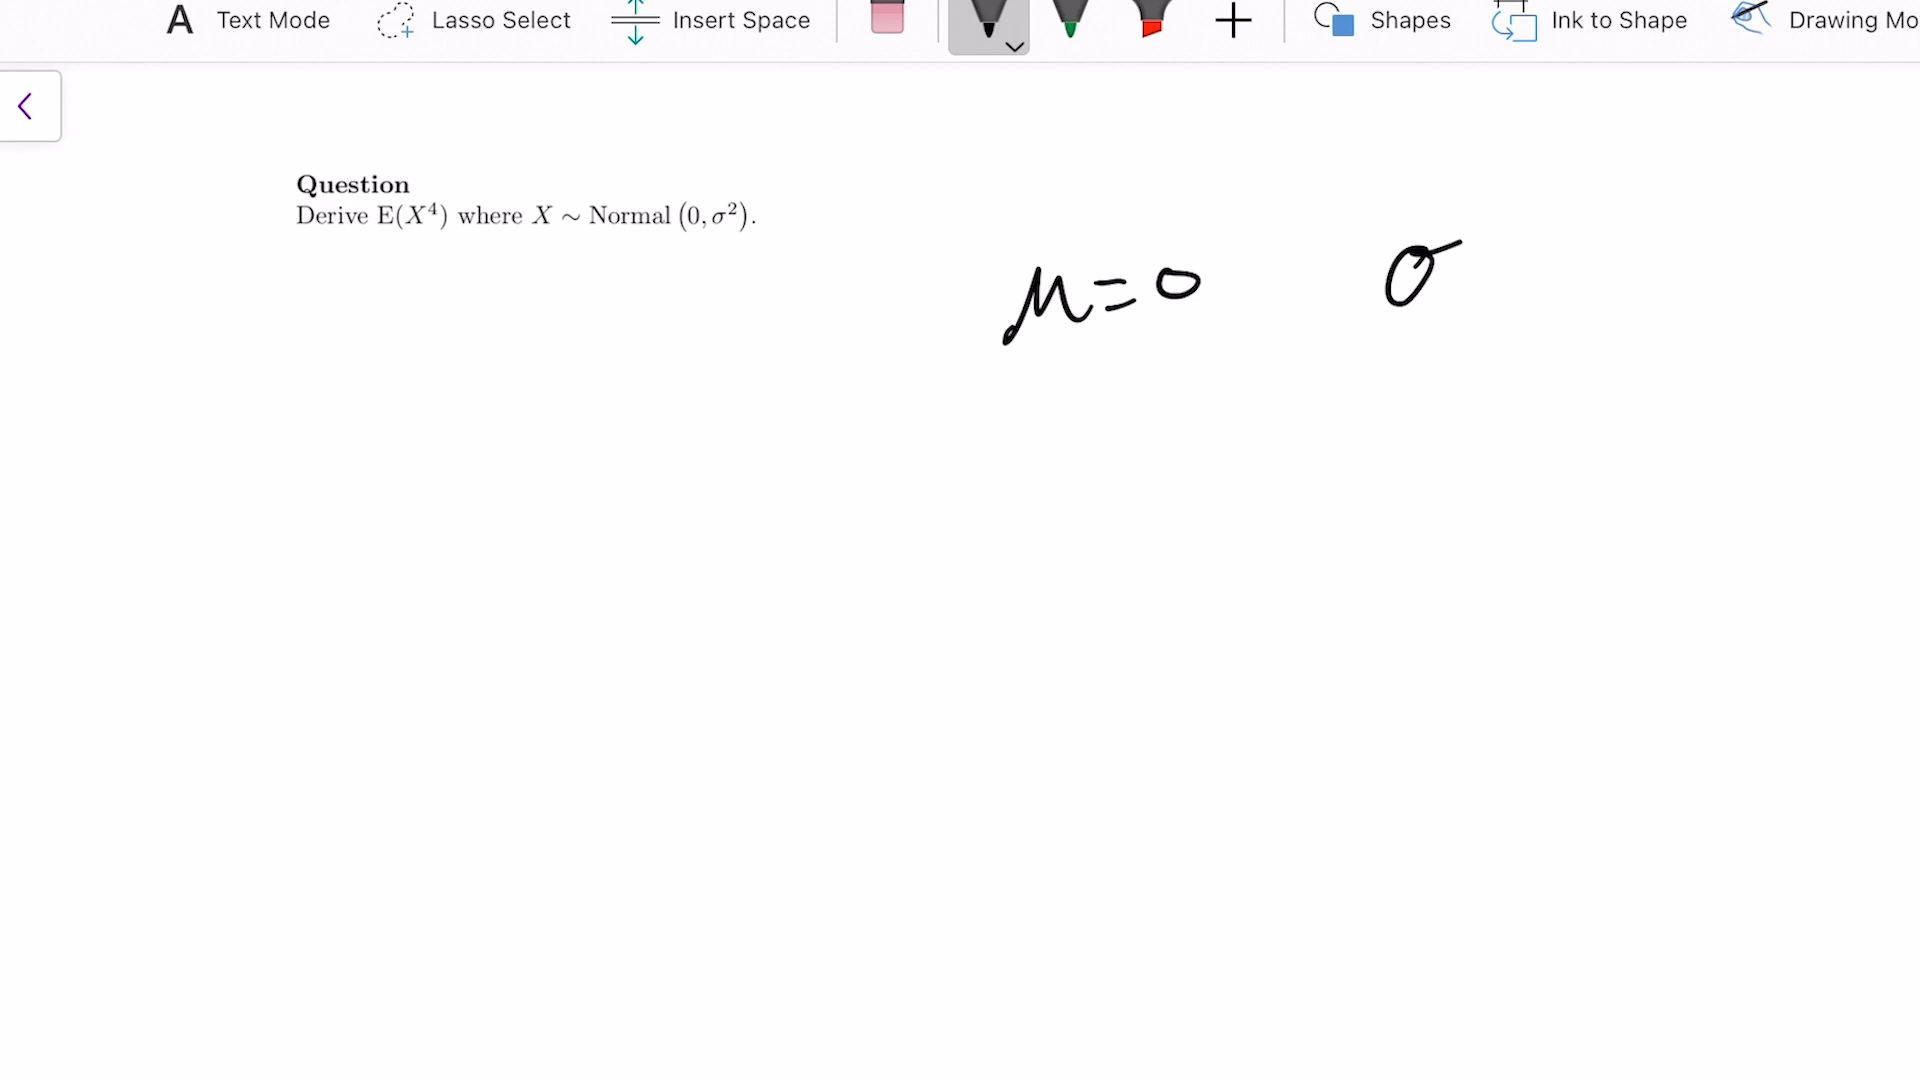 A Text Mode Lasso Select Insert Space Shapes Ink to Shape Drawing Mo
Question
Derive E(X⁴) where X ∼ Normal (0, σ²).
μ=0 σ